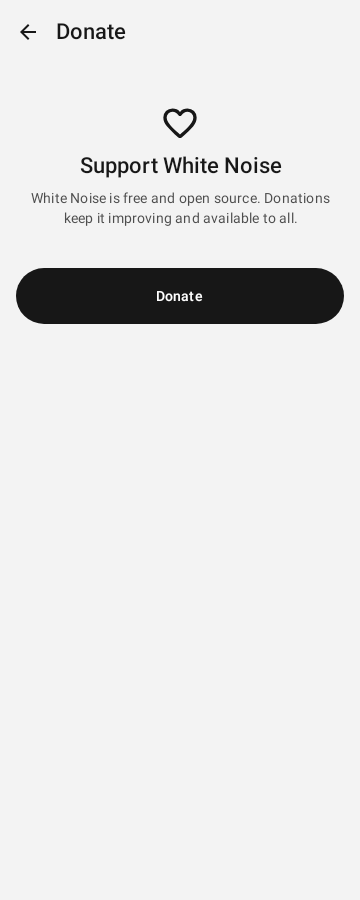 Donate
Support White Noise
White Noise is free and open source. Donations
keep it improving and available to all.
Donate